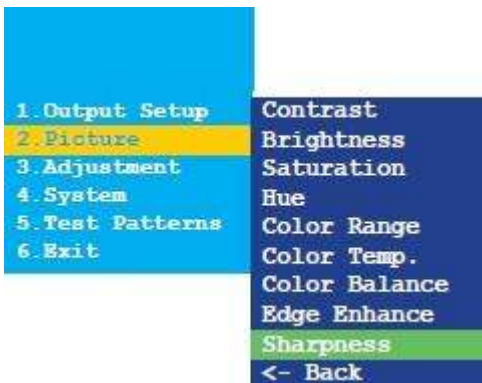 1.Output Setup
2.Picture
3.Adjustment
4.System
5.Test Patterns
6.Exit
Contrast
Brightness
Saturation
Hue
Color Range
Color Temp.
Color Balance
Edge Enhance
Sharpness
<- Back